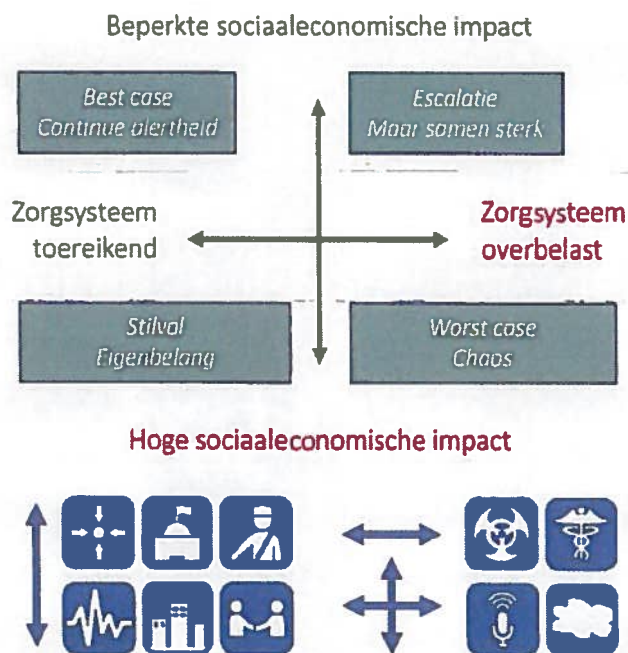 Beperkte sociaaleconomische impact
Best case
Continue alertheid
Escalatie
Maar samen sterk
Zorgsysteem
toereikend
Zorgsysteem
overbelast
Stilval
Eigenbelang
Worst case
Chaos
Hoge sociaaleconomische impact